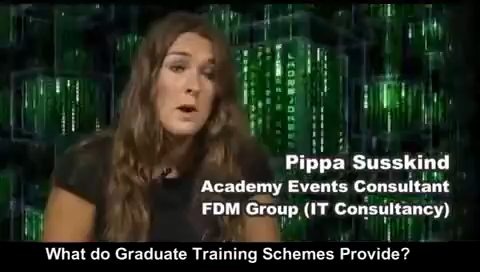 Pippa Susskind
Academy Events Consultant
FDM Group (IT Consultancy)
What do Graduate Training Schemes Provide?